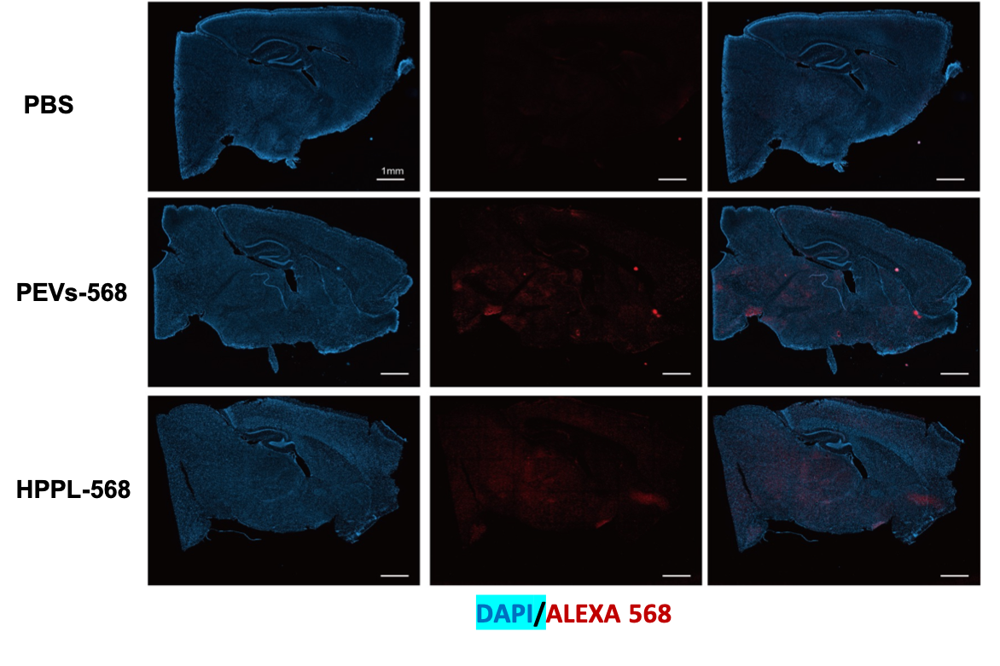 PBS
1mm
PEVs-568
HPPL-568
DAPI/ALEXA 568